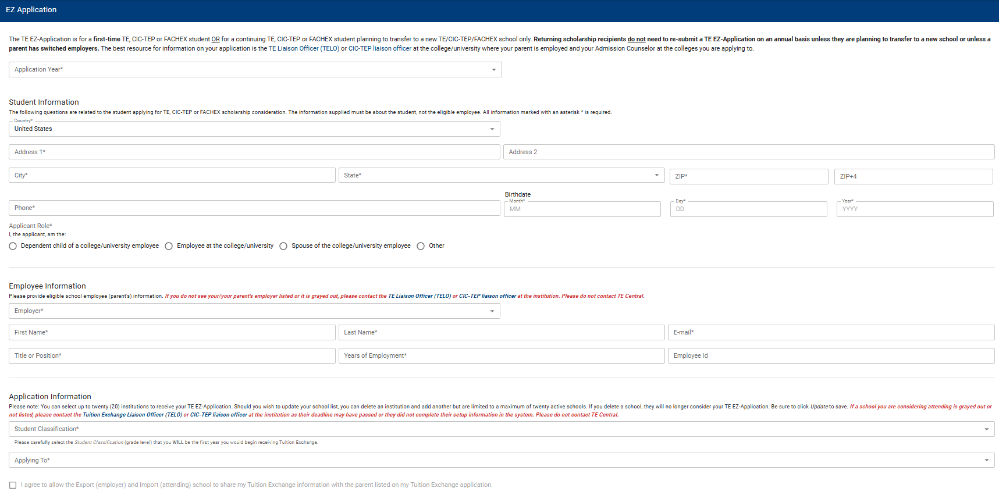 EZ Application
The TE EZ-Application is for a first-time TE, CIC-TEP or FACHEX student OR for a continuing TE, CIC-TEP or FACHEX student planning to transfer to a new TE/CIC-TEP/FACHEX school only. Returning scholarship recipients do not need to re-submit a TE EZ-Application on an annual basis unless they are planning to transfer to a new school or unless a
parent has switched employers. The best resource for information on your application is the TE Liaison Officer (TELO) or CIC-TEP liaison officer at the college/university where your parent is employed and your Admission Counselor at the colleges you are applying to.
Application Year*
Student Information
The following questions are related to the student applying for TE, CIC-TEP or FACHEX scholarship consideration. The information supplied must be about the student, not the eligible employee. All information marked with an asterisk * is required.
Country*
United States
Address 1* Address 2
City* State* ZIP* ZIP+4
Birthdate
Month* Day* Year*
Phone* MM DD YYYY
Applicant Role*
I, the applicant, am the:
Dependent child of a college/university employee Employee at the college/university Spouse of the college/university employee Other
Employee Information
Please provide eligible school employee (parent's) information. If you do not see your/your parent's employer listed or it is grayed out, please contact the TE Liaison Officer (TELO) or CIC-TEP liaison officer at the institution. Please do not contact TE Central.
Employer*
First Name* Last Name* E-mail*
Title or Position* Years of Employment* Employee Id
Application Information
Please note: You can select up to twenty (20) institutions to receive your TE EZ-Application. Should you wish to update your school list, you can delete an institution and add another but are limited to a maximum of twenty active schools. If you delete a school, they will no longer consider your TE EZ-Application. Be sure to click Update to save. If a school you are considering attending is grayed out or
not listed, please contact the Tuition Exchange Liaison Officer (TELO) or CIC-TEP liaison officer at the institution as their deadline may have passed or they did not complete their setup information in the system. Please do not contact TE Central.
Student Classification*
Please carefully select the Student Classification (grade level) that you WILL be the first year you would begin receiving Tuition Exchange.
Applying To*
I agree to allow the Export (employer) and Import (attending) school to share my Tuition Exchange information with the parent listed on my Tuition Exchange application.